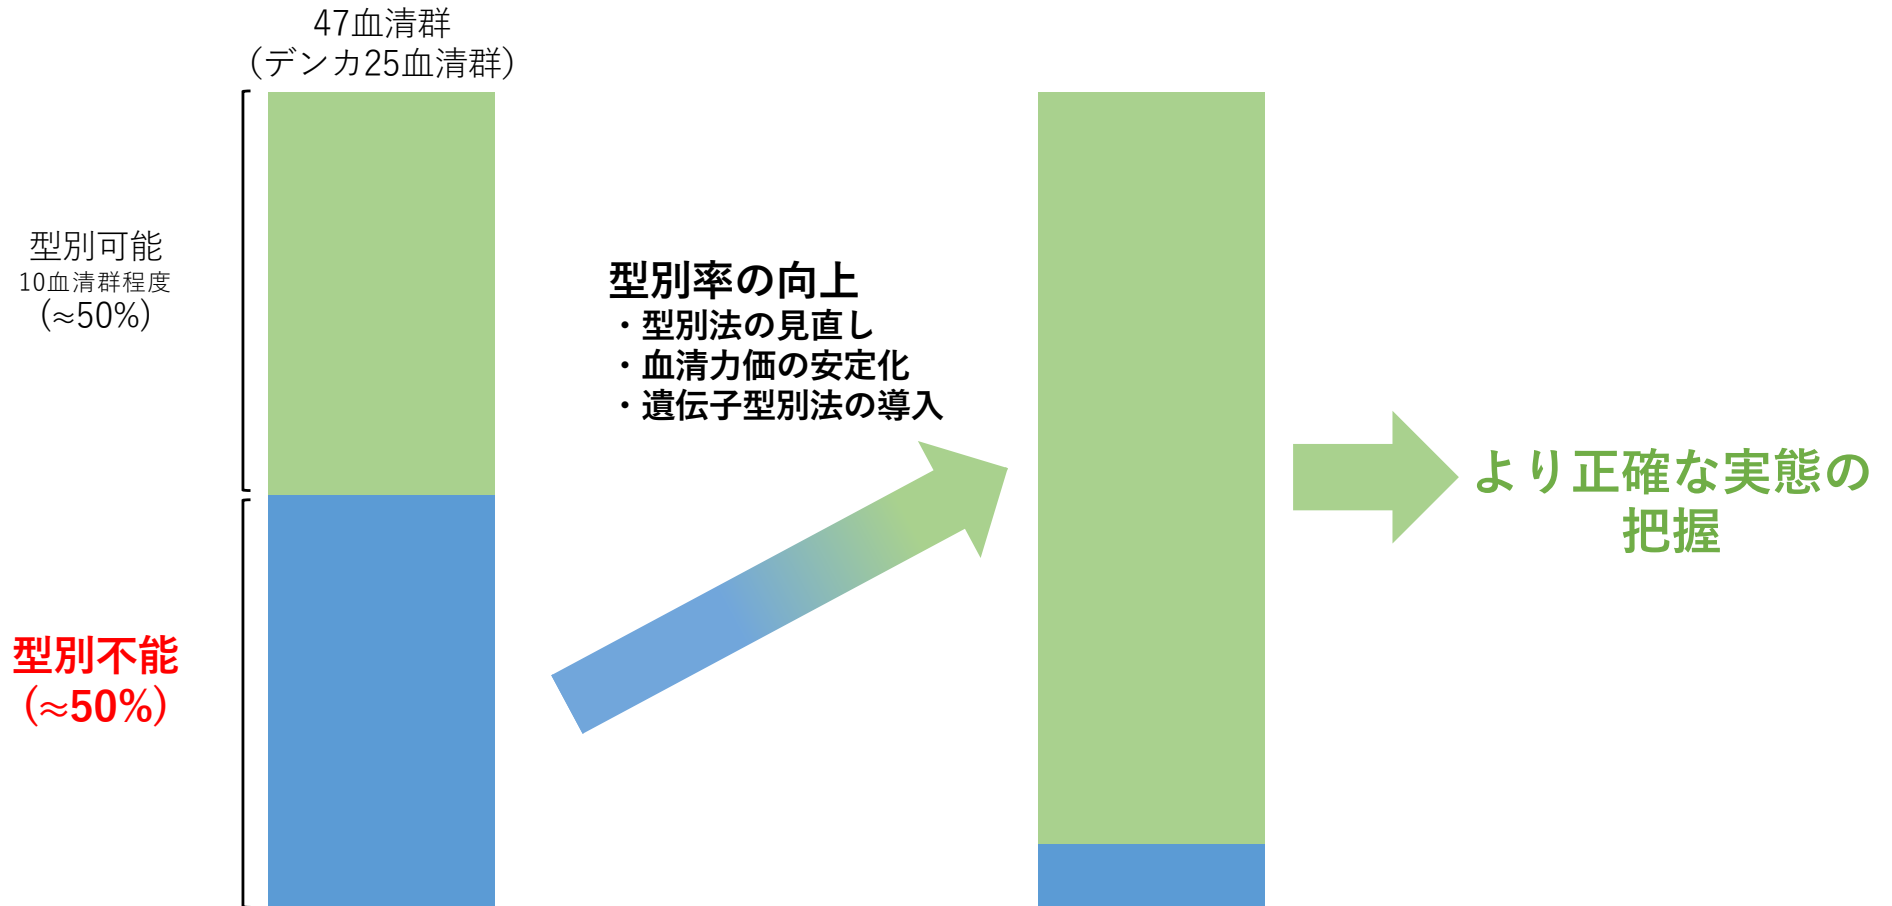 47血清群
(デンカ25血清群)
型別可能
10血清群程度
(≈50%)
型別不能
(≈50%)
型別率の向上
・型別法の見直し
・血清力価の安定化
・遺伝子型別法の導入
より正確な実態の
把握